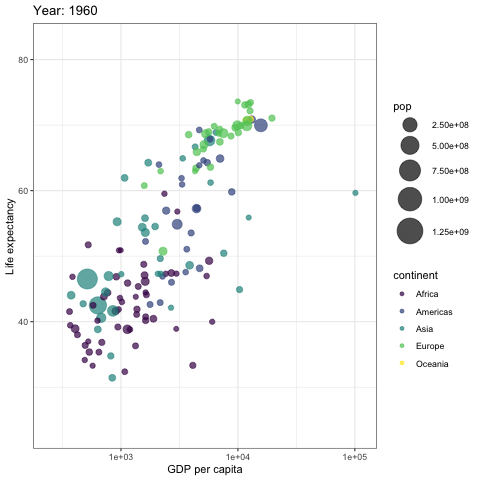 Year: 1960
80
60
40
Life expectancy
1e+03
1e+04
1e+05
GDP per capita
pop
2.50e+08
5.00e+08
7.50e+08
1.00e+09
1.25e+09
continent
Africa
Americas
Asia
Europe
Oceania